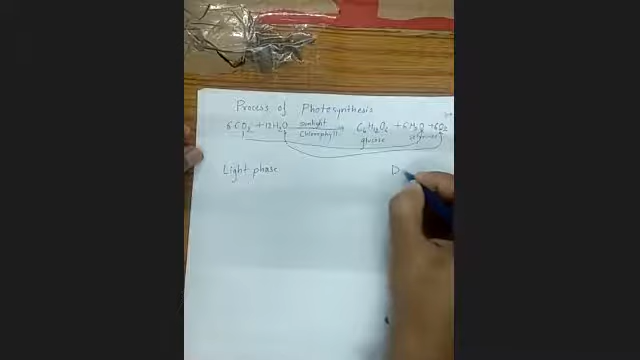 Process of Photosynthesis
6CO2 + 12H2O sunlight C6H12O6 + 6H2O + 6O2
Chlorophyll glucose
Light phase D